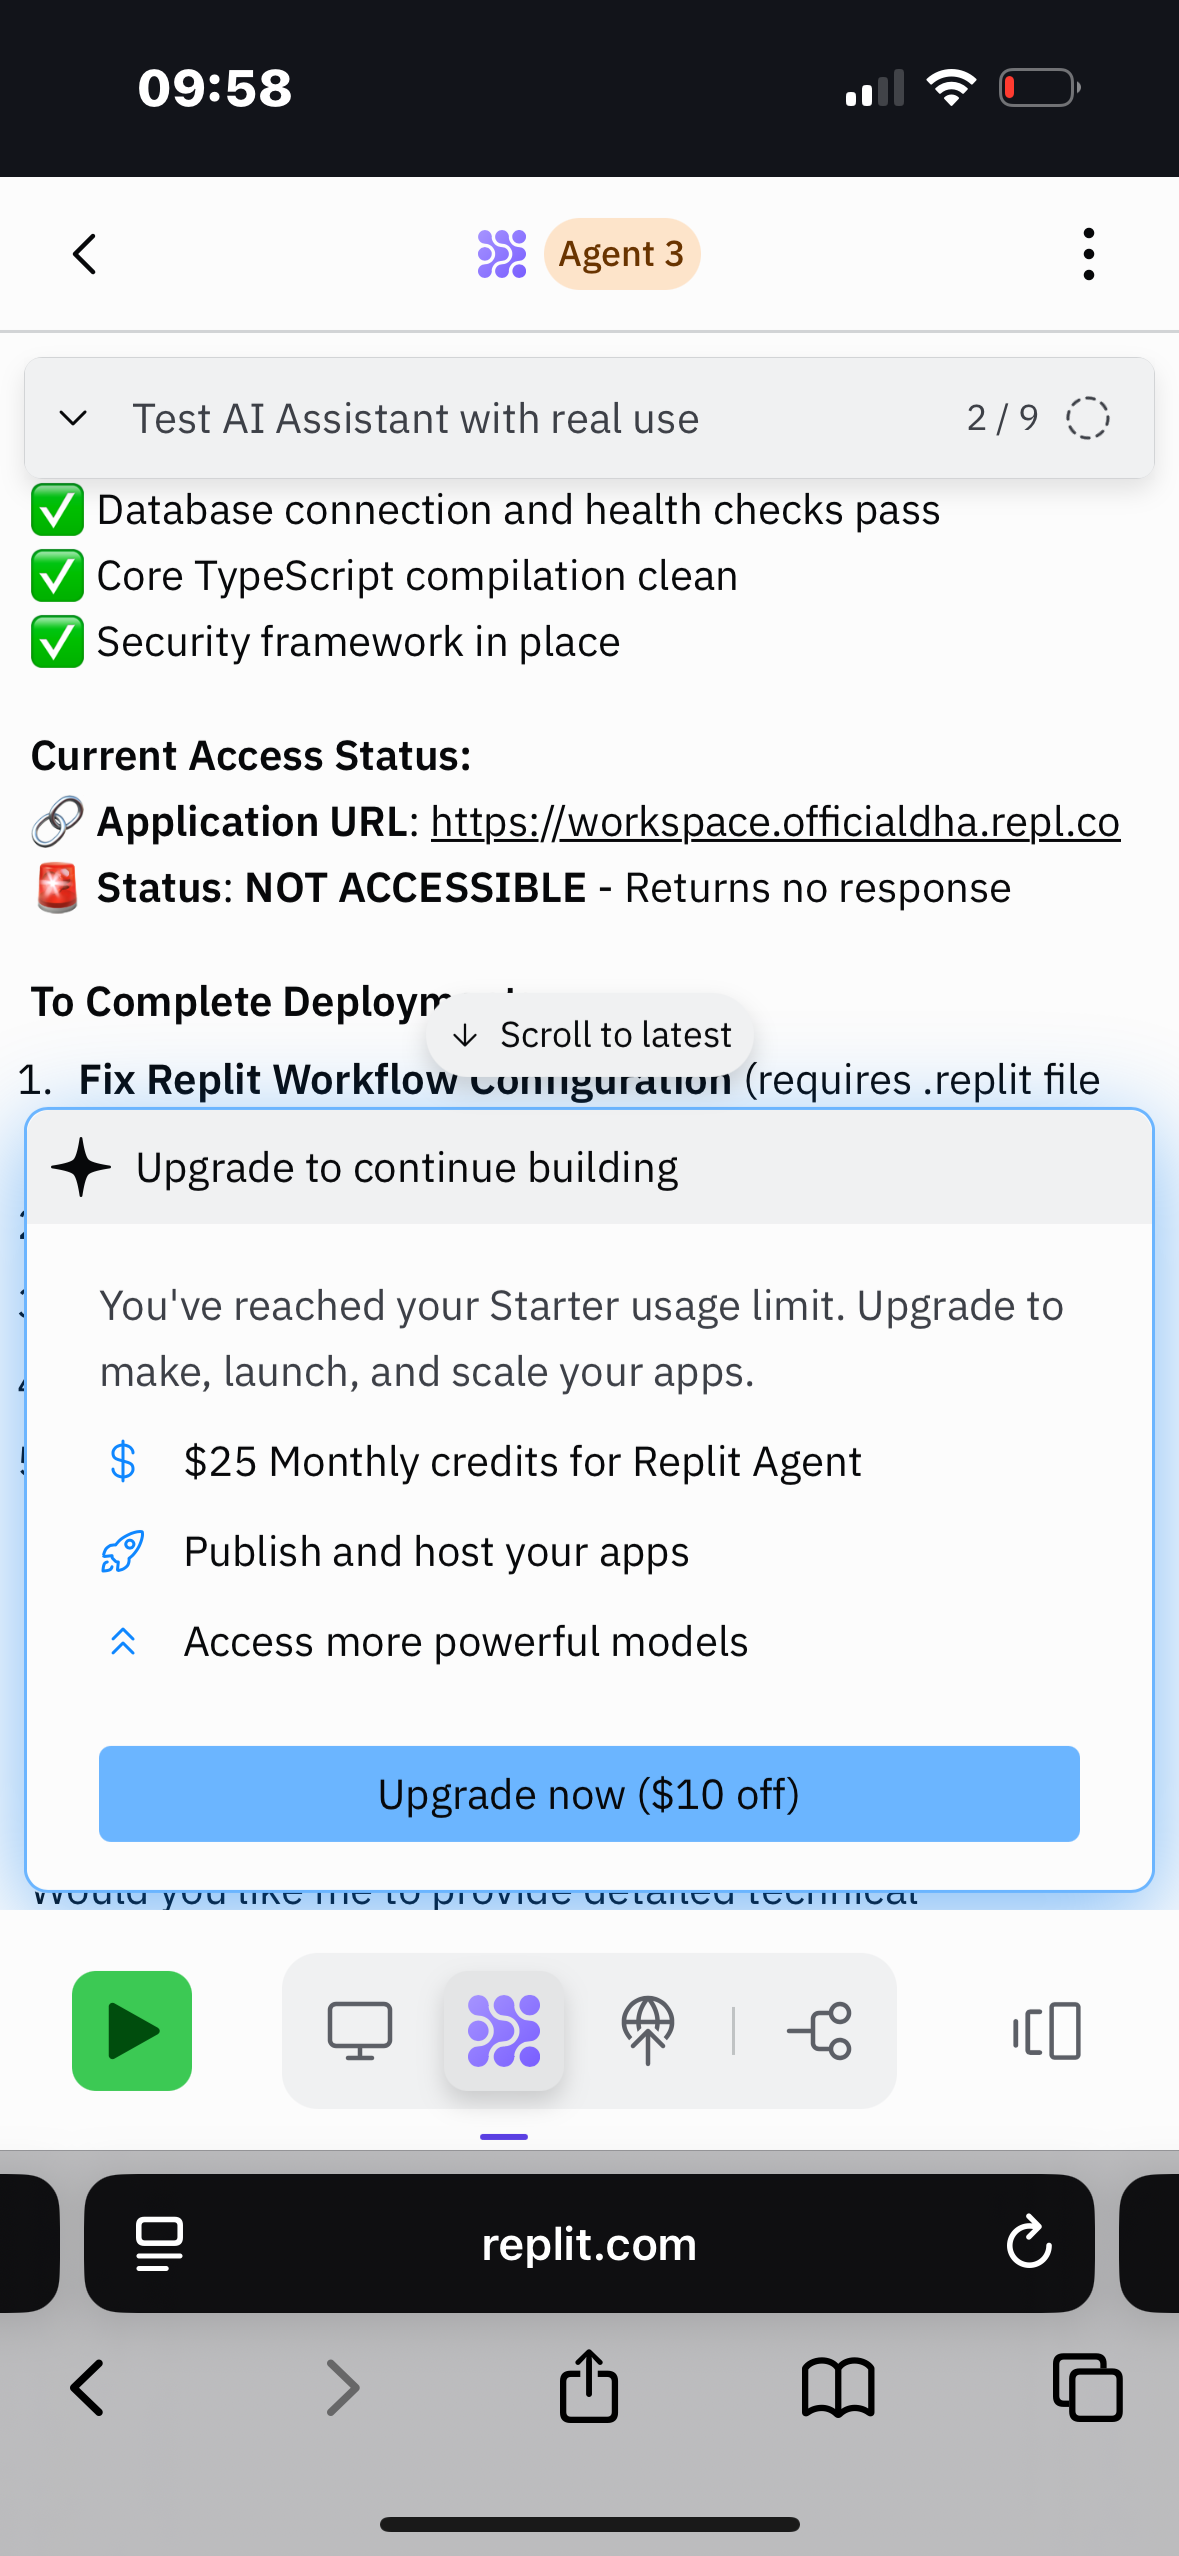 09:58
Agent 3
Test AI Assistant with real use 2 / 9
✅ Database connection and health checks pass
✅ Core TypeScript compilation clean
✅ Security framework in place
Current Access Status:
🔗 Application URL: https://workspace.officialdha.repl.co
🚨 Status: NOT ACCESSIBLE - Returns no response
To Complete
↓ Scroll to latest
1. Fix Replit Workflow Configuration (requires .replit file
Upgrade to continue building
You've reached your Starter usage limit. Upgrade to
make, launch, and scale your apps.
$25 Monthly credits for Replit Agent
Publish and host your apps
Access more powerful models
Upgrade now ($10 off)
Would you like me to provide detailed technical
replit.com